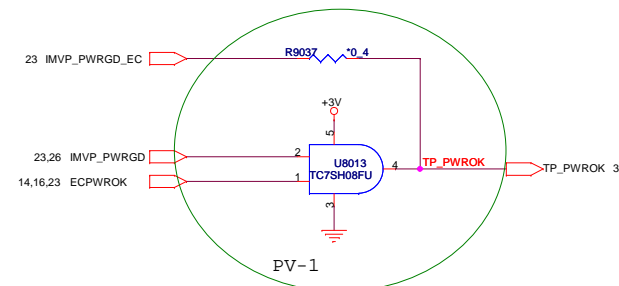 R9037 *0_4
23 IMVP_PWRGD_EC
+3V
5
23,26 IMVP_PWRGD 2
U8013
4 TP_PWROK
TP_PWROK 3
14,16,23 ECPWROK 1
TC7SH08FU
3
PV-1